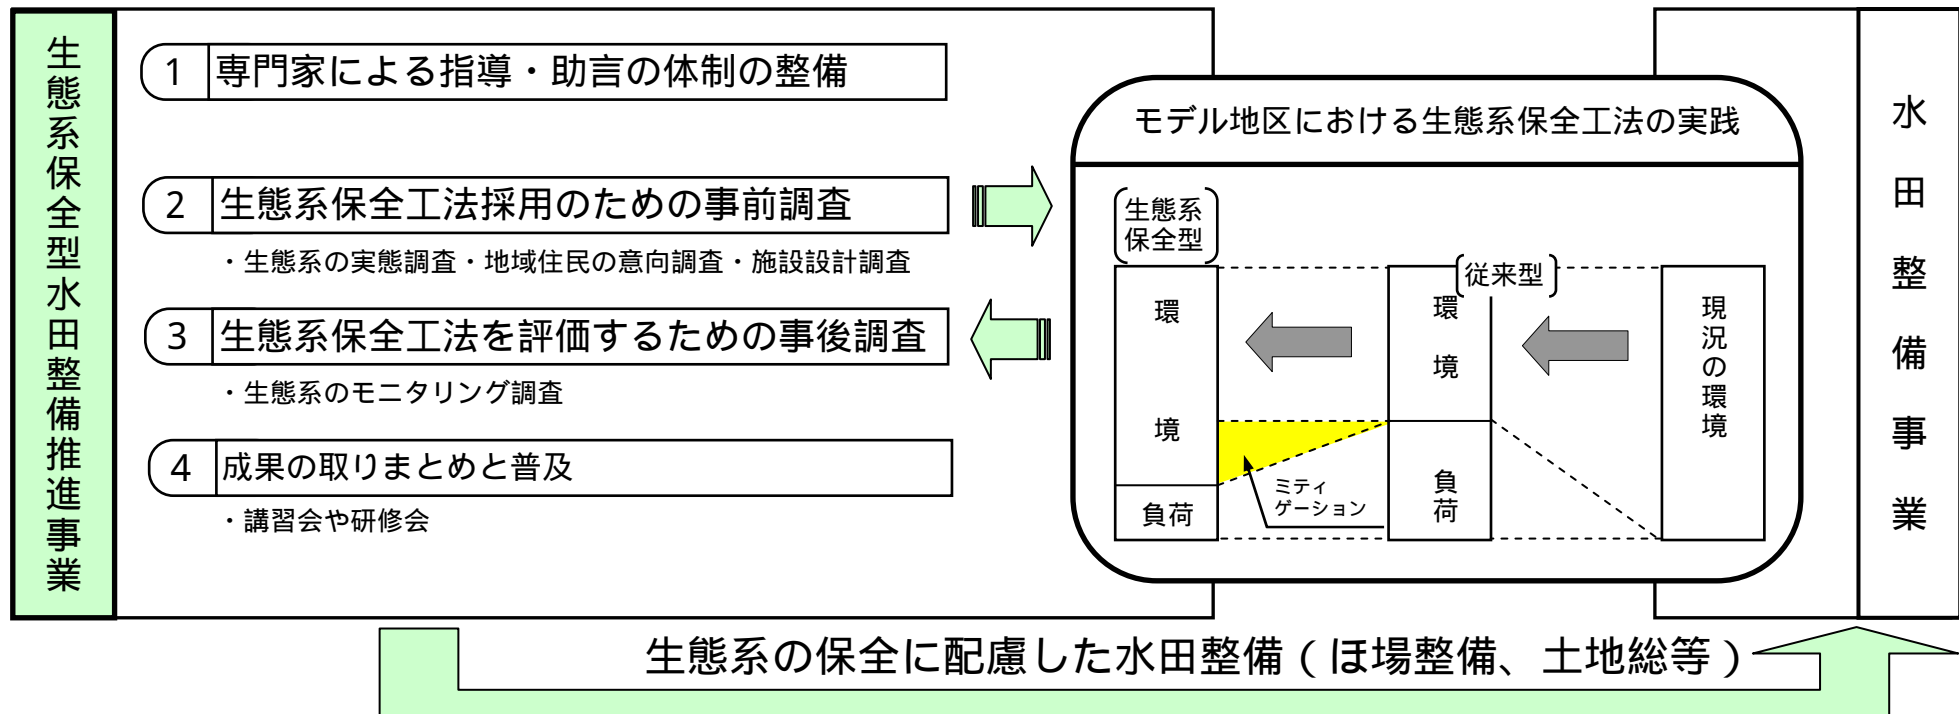 生態系保全型水田整備推進事業
1 専門家による指導・助言の体制の整備
2 生態系保全工法採用のための事前調査
・生態系の実態調査・地域住民の意向調査・施設設計調査
3 生態系保全工法を評価するための事後調査
・生態系のモニタリング調査
4 成果の取りまとめと普及
・講習会や研修会
モデル地区における生態系保全工法の実践
生態系
保全型
環境
負荷
ミティ
ゲーション
従来型
環境
負荷
現況の環境
水田整備事業
生態系の保全に配慮した水田整備（ほ場整備、土地総等）